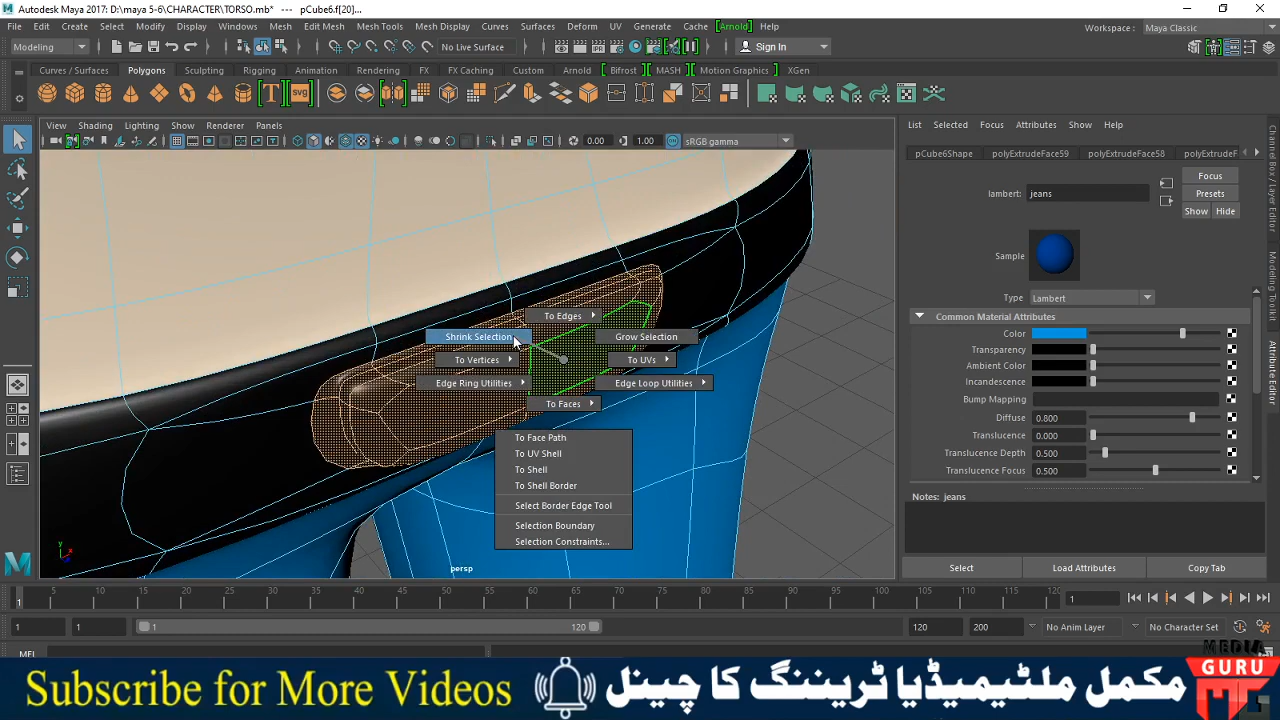 Autodesk Maya 2017: D:\maya 5-6\CHARACTER\TORSO.mb* --- pCube6.f[20]...
File Edit Create Select Modify Display Windows Mesh Edit Mesh Mesh Tools Mesh Display Curves Surfaces Deform UV Generate Cache Arnold Help
Workspace : Maya Classic
Modeling No Live Surface Sign In
Curves / Surfaces Polygons Sculpting Rigging Animation Rendering FX FX Caching Custom Arnold Bifrost MASH Motion Graphics XGen
T svg
View Shading Lighting Show Renderer Panels
0.00 1.00 sRGB gamma
List Selected Focus Attributes Show Help
pCube6Shape polyExtrudeFace59 polyExtrudeFace58 polyExtrudeF
Focus
lambert: jeans Presets
Show Hide
Sample
Type Lambert
Common Material Attributes
Color
Transparency
Ambient Color
Incandescence
Bump Mapping
Diffuse 0.800
Translucence 0.000
Translucence Depth 0.500
Translucence Focus 0.500
Notes: jeans
Select Load Attributes Copy Tab
Channel Box / Layer Editor
Modeling Toolkit
Attribute Editor
To Edges
Shrink Selection Grow Selection
To Vertices To UVs
Edge Ring Utilities Edge Loop Utilities
To Faces
To Face Path
To UV Shell
To Shell
To Shell Border
Select Border Edge Tool
Selection Boundary
Selection Constraints...
persp
y x
1 5 10 15 20 25 30 35 40 45 50 55 60 65 70 75 80 85 90 95 100 105 110 115 120 1
1 1 1 120 120 200 No Anim Layer No Character Set
MEL
MEDIA
GURU
MG
Subscribe for More Videos مکمل ملٹیمیڈیا ٹریننگ کا چینل